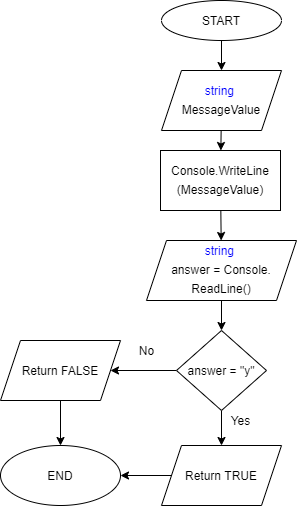 START
string
MessageValue
Console.WriteLine
(MessageValue)
string
answer = Console.
ReadLine()
No
answer = "y"
Return FALSE
Yes
END
Return TRUE